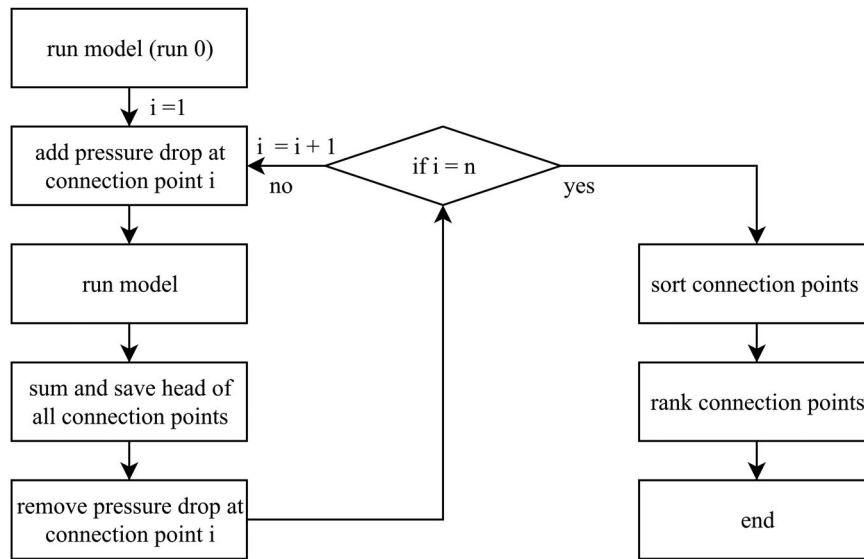 run model (run 0)
i =1
add pressure drop at
connection point i
i = i + 1
no
if i = n
yes
run model
sum and save head of
all connection points
remove pressure drop at
connection point i
sort connection points
rank connection points
end